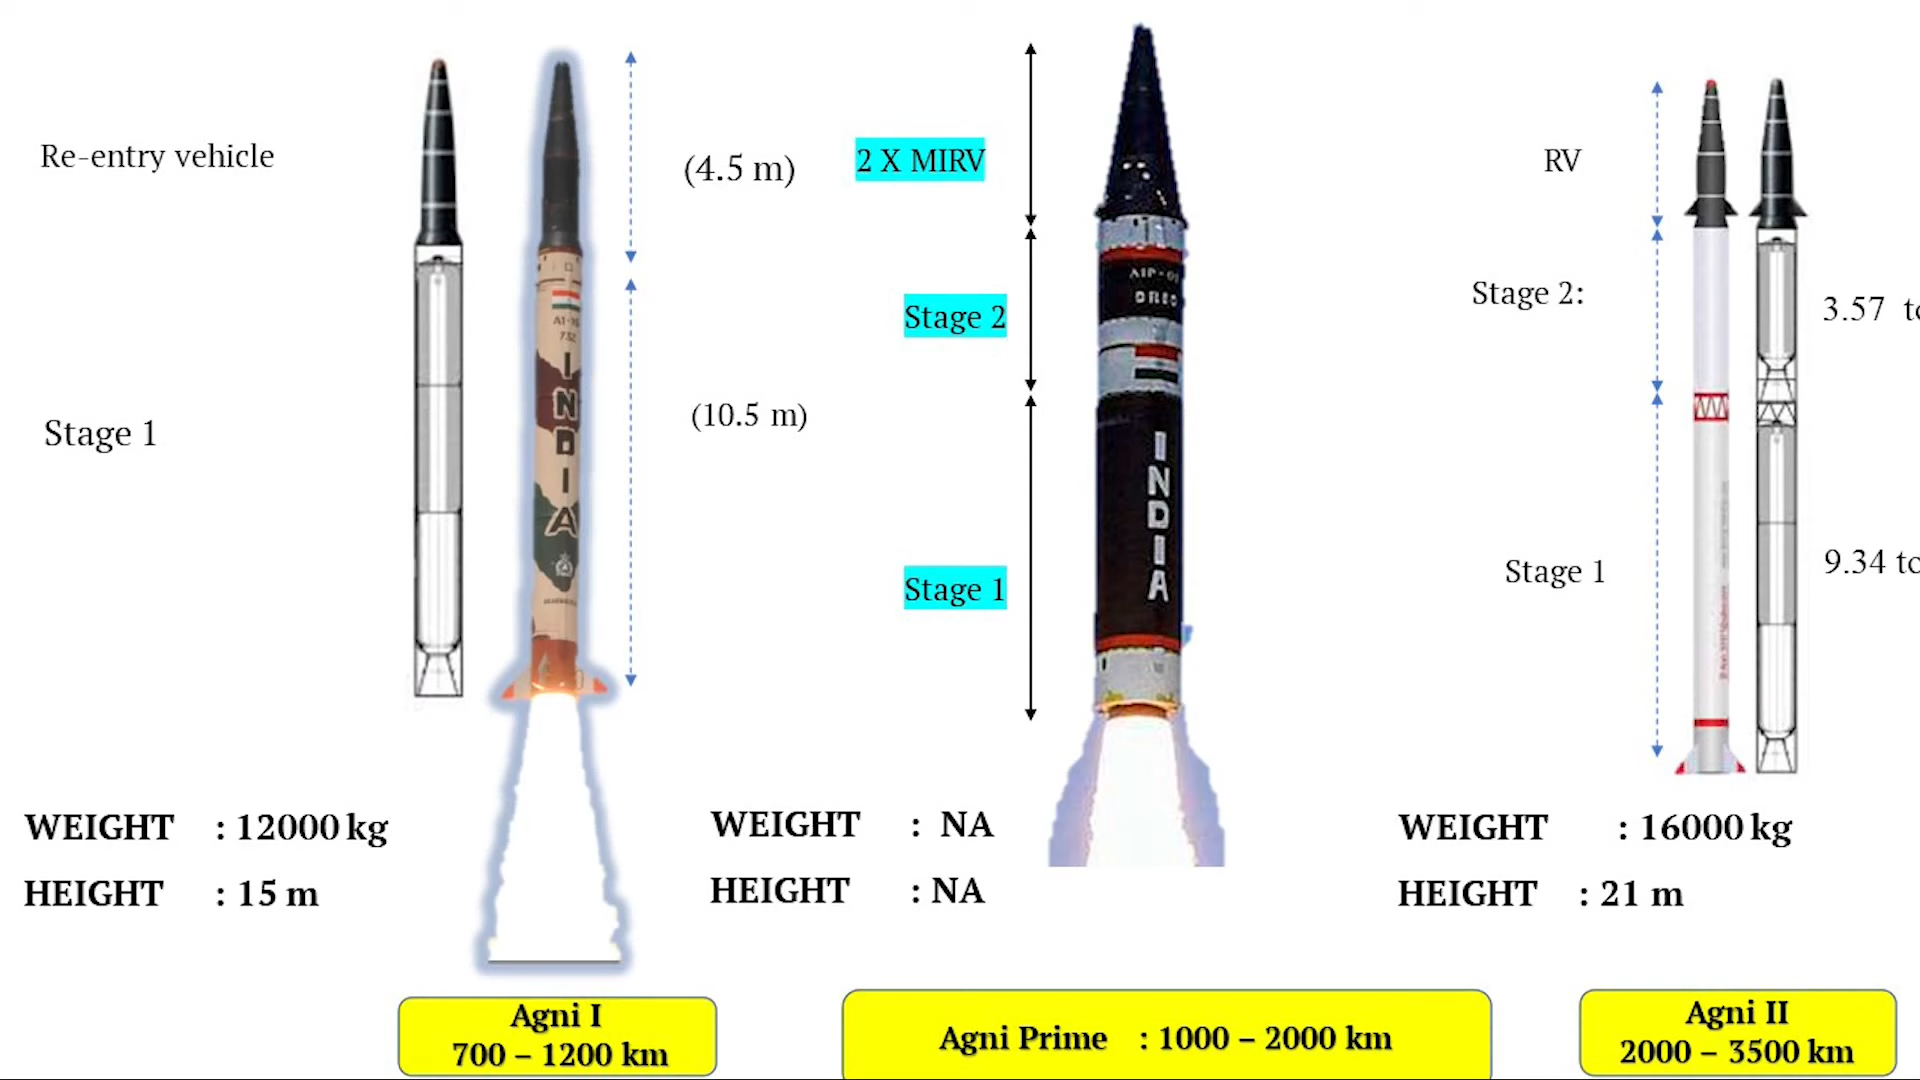 Re-entry vehicle
(4.5 m)
Stage 1
(10.5 m)
A1-
INDIA
WEIGHT : 12000 kg
HEIGHT : 15 m
Agni I
700 – 1200 km
2 X MIRV
Stage 2
Stage 1
DRDO
INDIA
WEIGHT : NA
HEIGHT : NA
Agni Prime : 1000 – 2000 km
RV
Stage 2:
3.57
Stage 1
9.34
WEIGHT : 16000 kg
HEIGHT : 21 m
Agni II
2000 – 3500 km